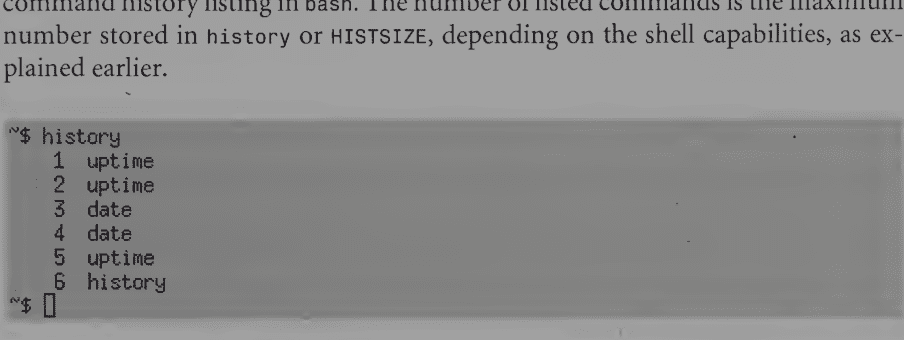 command history listing in bash. The number of listed commands is the maximum
number stored in history or HISTSIZE, depending on the shell capabilities, as ex-
plained earlier.
~$ history
1 uptime
2 uptime
3 date
4 date
5 uptime
6 history
~$